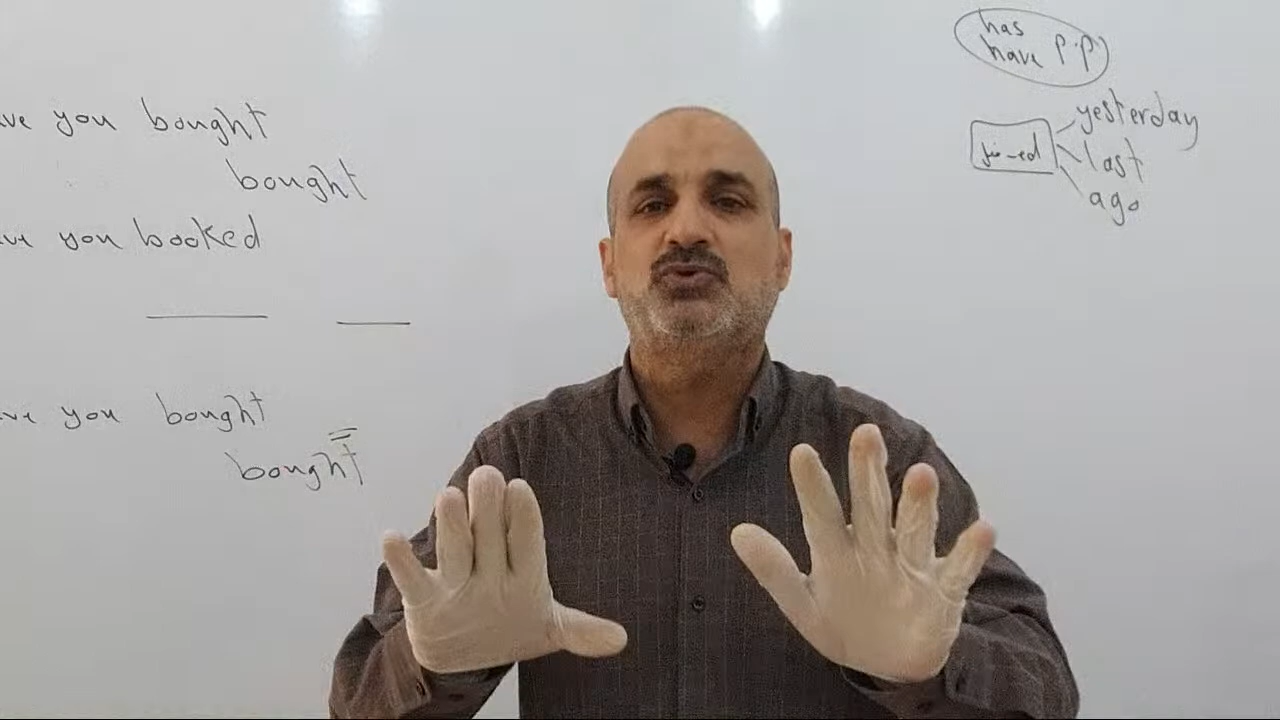 ve you bought
bought
ve you booked
ve you bought
bought
has
have P.P
yesterday
last
ago